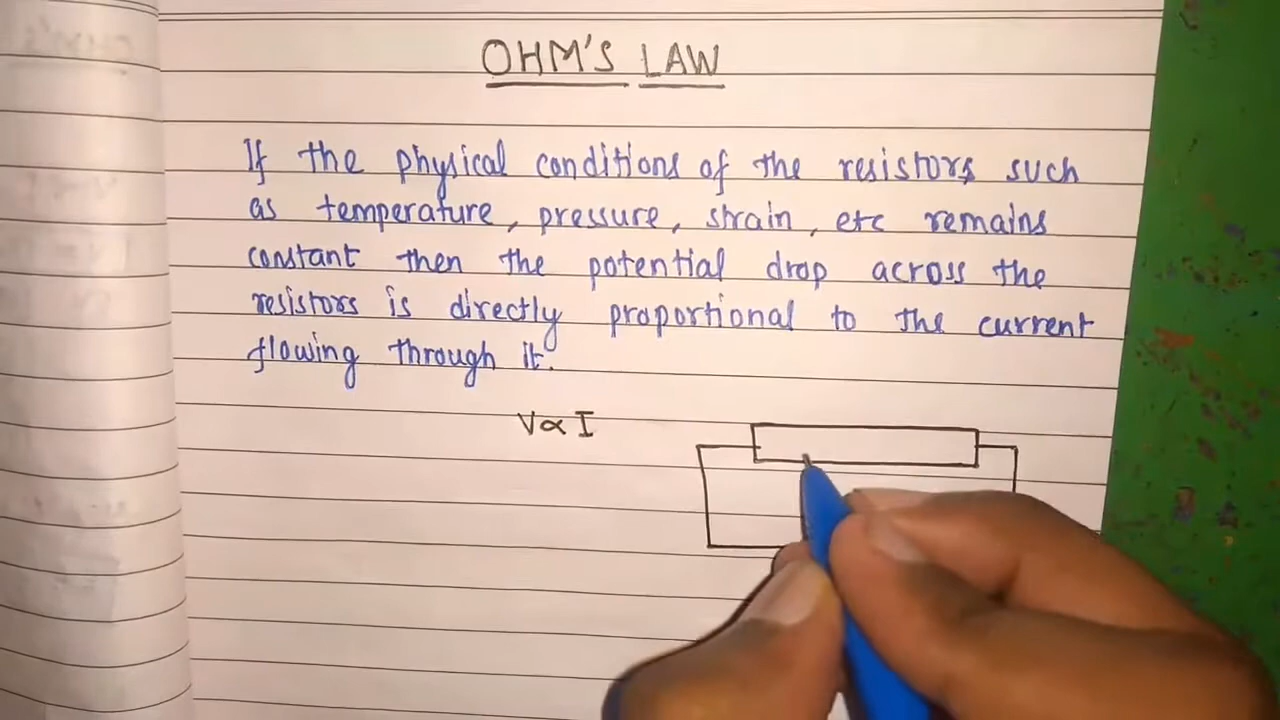 OHM'S LAW
If the physical conditions of the resistors such
as temperature, pressure, strain, etc remains
constant then the potential drop across the
resistors is directly proportional to the current
flowing through it.
V∝I